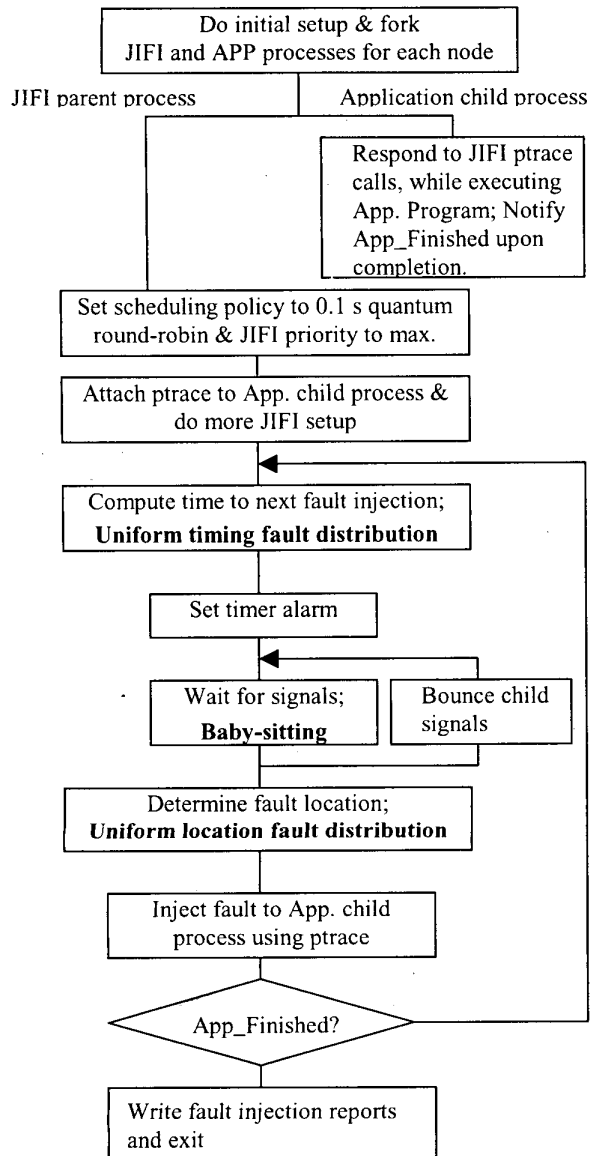 Do initial setup & fork
JIFI and APP processes for each node
JIFI parent process
Application child process
Respond to JIFI ptrace
calls, while executing
App. Program; Notify
App_Finished upon
completion.
Set scheduling policy to 0.1 s quantum
round-robin & JIFI priority to max.
Attach ptrace to App. child process &
do more JIFI setup
Compute time to next fault injection;
Uniform timing fault distribution
Set timer alarm
Wait for signals;
Baby-sitting
Bounce child
signals
Determine fault location;
Uniform location fault distribution
Inject fault to App. child
process using ptrace
App_Finished?
Write fault injection reports
and exit